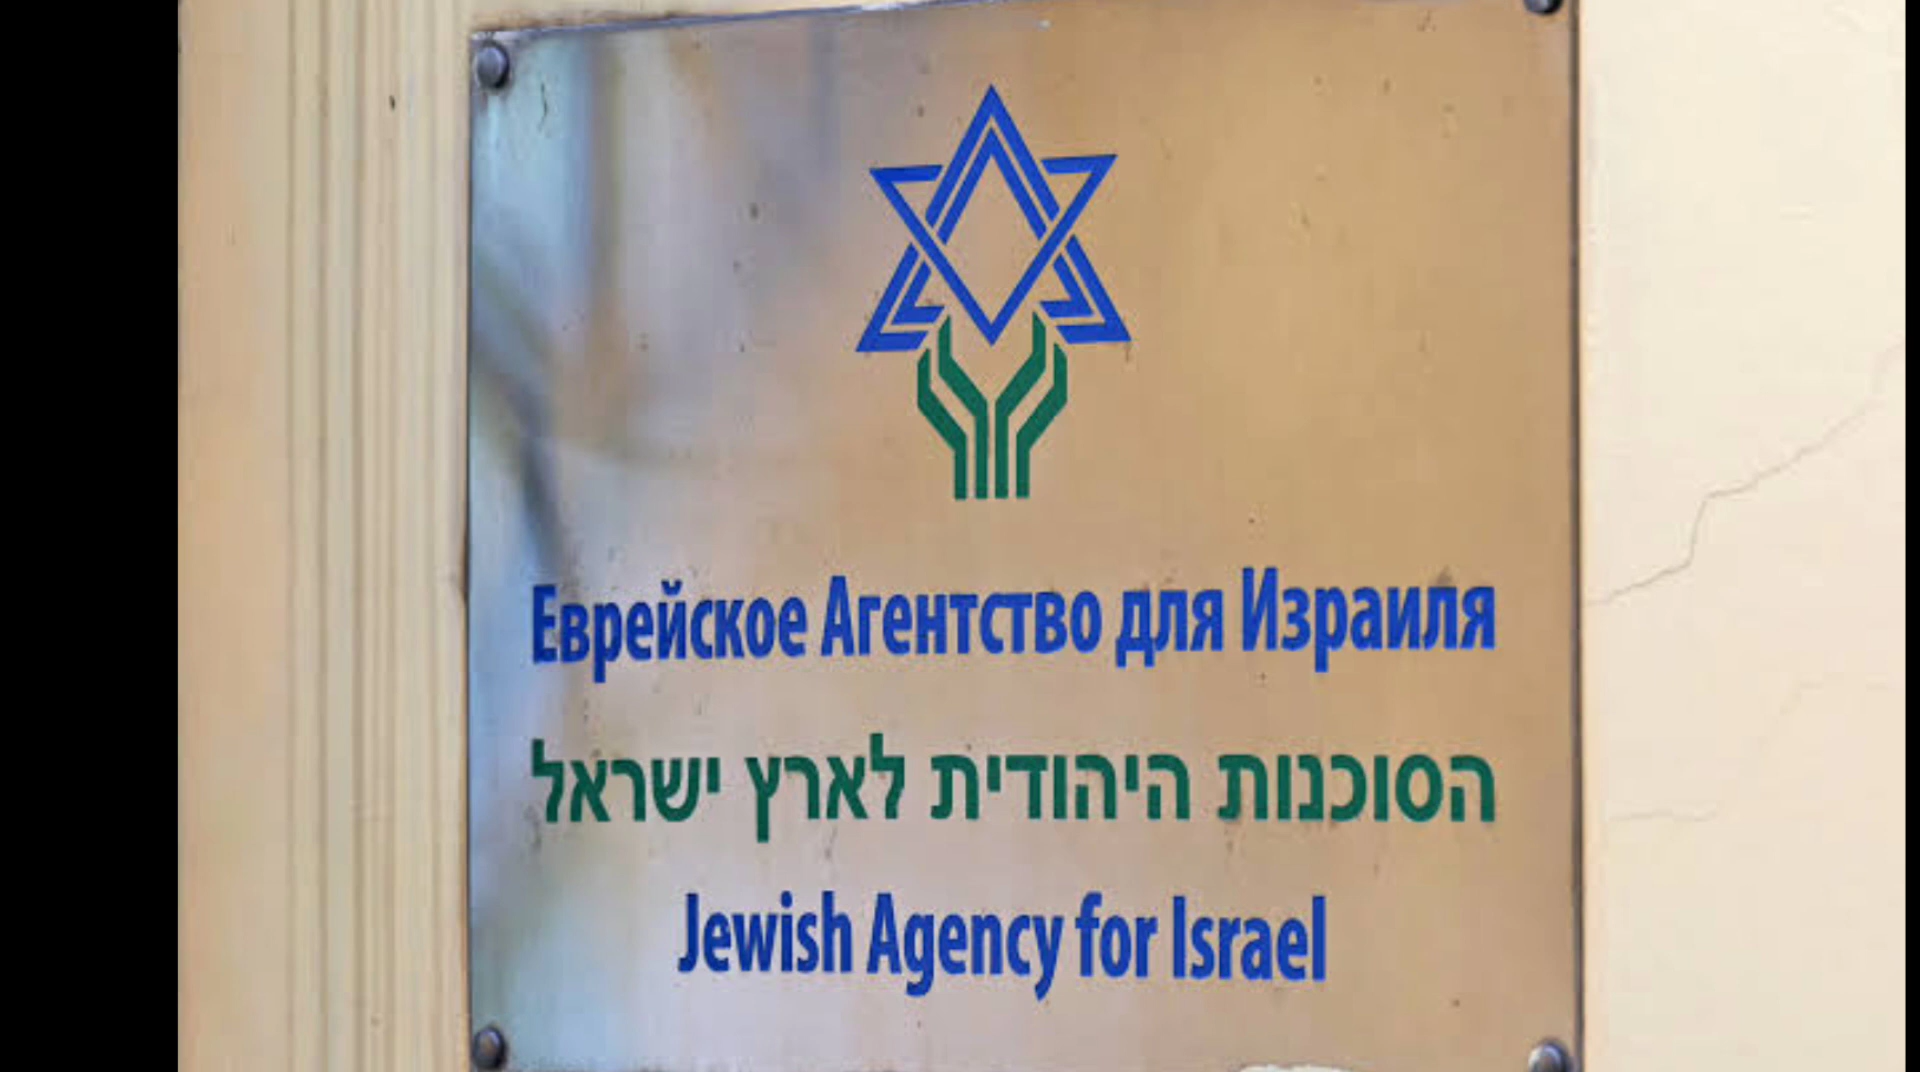 Еврейское Агентство для Израиля
הסוכנות היהודית לארץ ישראל
Jewish Agency for Israel